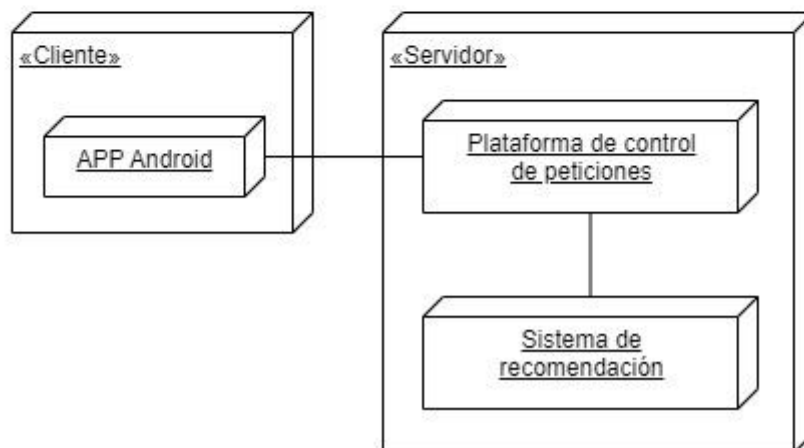 «Cliente»
APP Android
«Servidor»
Plataforma de control
de peticiones
Sistema de
recomendación